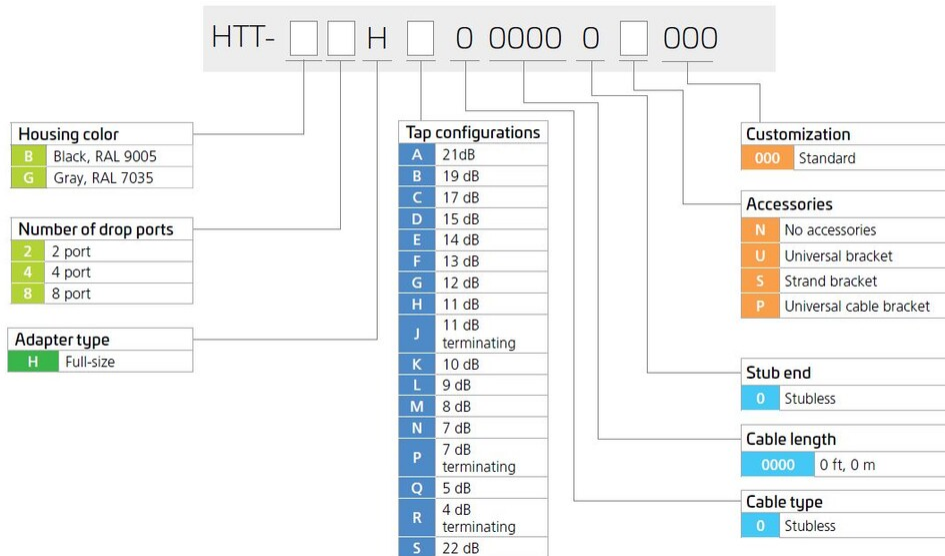 HTT- H 0 0000 0 000
Housing color
B Black, RAL 9005
G Gray, RAL 7035
Number of drop ports
2 2 port
4 4 port
8 8 port
Adapter type
H Full-size
Tap configurations
A 21dB
B 19 dB
C 17 dB
D 15 dB
E 14 dB
F 13 dB
G 12 dB
H 11 dB
J 11 dB
terminating
K 10 dB
L 9 dB
M 8 dB
N 7 dB
P 7 dB
terminating
Q 5 dB
R 4 dB
terminating
S 22 dB
Customization
000 Standard
Accessories
N No accessories
U Universal bracket
S Strand bracket
P Universal cable bracket
Stub end
0 Stubless
Cable length
0000 0 ft, 0 m
Cable type
0 Stubless